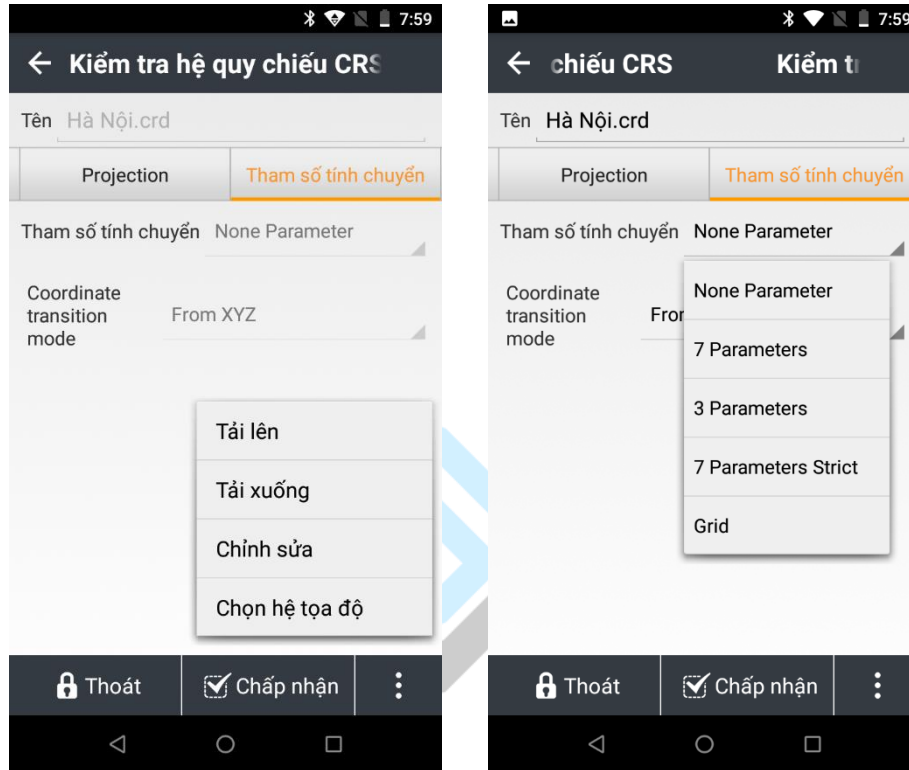 7:59
Kiểm tra hệ quy chiếu CRS
Tên Hà Nội.crd
Projection
Tham số tính chuyển
Tham số tính chuyển None Parameter
Coordinate
transition
mode
From XYZ
Tải lên
Tải xuống
Chỉnh sửa
Chọn hệ tọa độ
Thoát
Chấp nhận
7:59
chiếu CRS Kiểm
Tên Hà Nội.crd
Projection
Tham số tính chuyển
Tham số tính chuyển None Parameter
Coordinate
transition
mode
None Parameter
7 Parameters
3 Parameters
7 Parameters Strict
Grid
Thoát
Chấp nhận